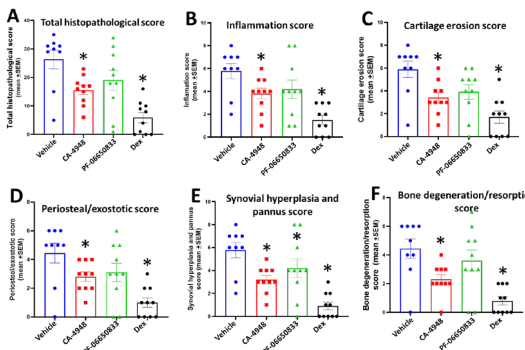 A
Total histopathological score
Total histopathological score
(mean ±SEM)
40
30
20
10
0
*
*
Vehicle
CA-4948
PF-06650833
Dex
B
Inflammation score
Inflammation score
(mean ±SEM)
10
8
6
4
2
0
*
*
Vehicle
CA-4948
PF-06650833
Dex
C
Cartilage erosion score
Cartilage erosion score
(mean ±SEM)
10
8
6
4
2
0
*
*
Vehicle
CA-4948
PF-06650833
Dex
D
Periosteal/exostotic score
Periosteal/exostotic score
(mean ±SEM)
8
6
4
2
0
*
*
Vehicle
CA-4948
PF-06650833
Dex
E
Synovial hyperplasia and
pannus score
Synovial hyperplasia and pannus
score (mean ±SEM)
10
8
6
4
2
0
*
*
*
Vehicle
CA-4948
PF-06650833
Dex
F
Bone degeneration/resorption
score
Bone degeneration/resorption
score (mean ±SEM)
8
6
4
2
0
*
*
Vehicle
CA-4948
PF-06650833
Dex